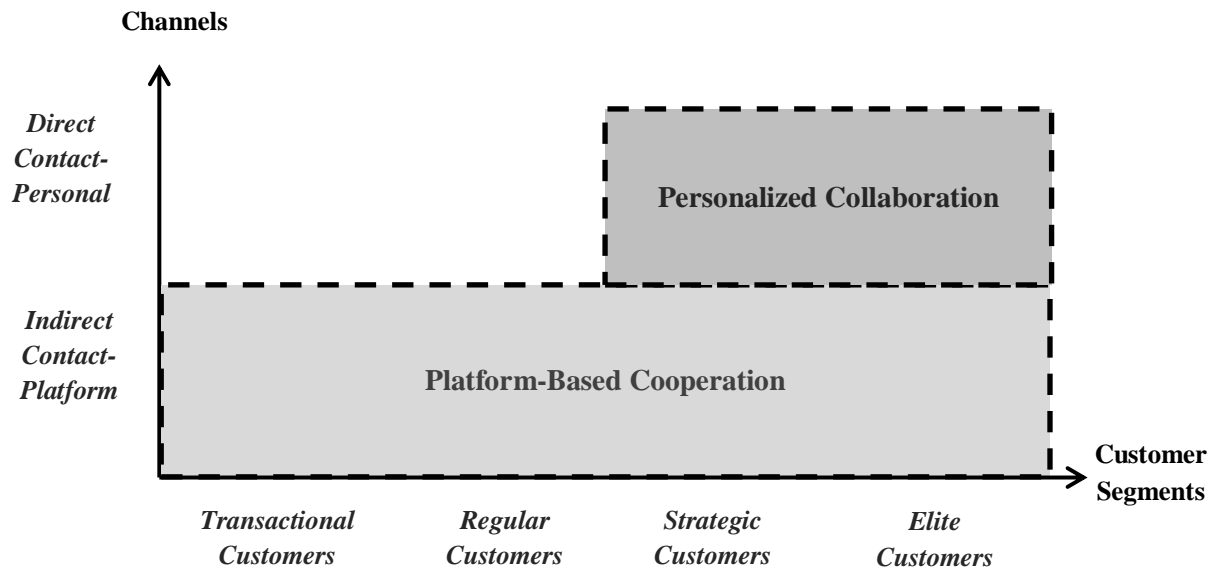 Channels
Direct
Contact-
Personal
Personalized Collaboration
Indirect
Contact-
Platform
Platform-Based Cooperation
Customer
Segments
Transactional
Customers
Regular
Customers
Strategic
Customers
Elite
Customers